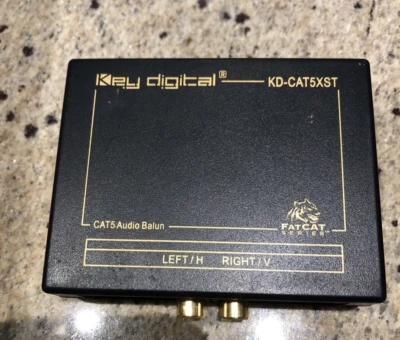 Key digital® KD-CAT5XST
CAT5 Audio Balun
FATCAT
SERIES
LEFT/H RIGHT/V